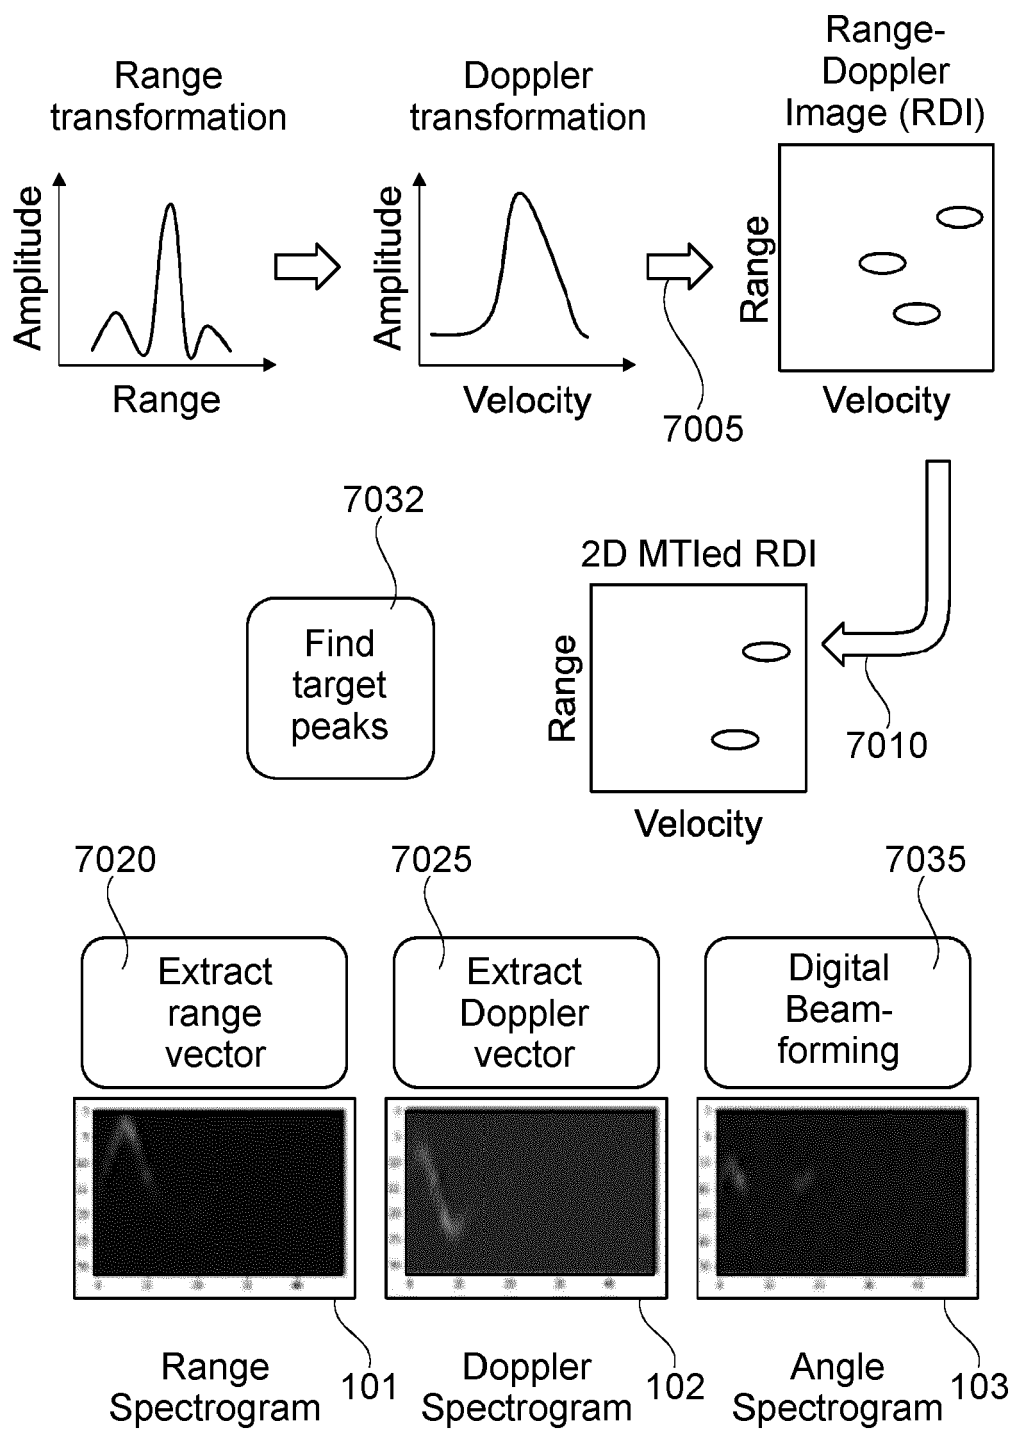 Range
transformation
Doppler
transformation
Range-
Doppler
Image (RDI)
Amplitude
Range
Amplitude
Velocity
7005
Range
Velocity
7032
Find
target
peaks
2D MTIed RDI
Range
Velocity
7010
7020
Extract
range
vector
7025
Extract
Doppler
vector
7035
Digital
Beam-
forming
101
Range
Spectrogram
102
Doppler
Spectrogram
103
Angle
Spectrogram